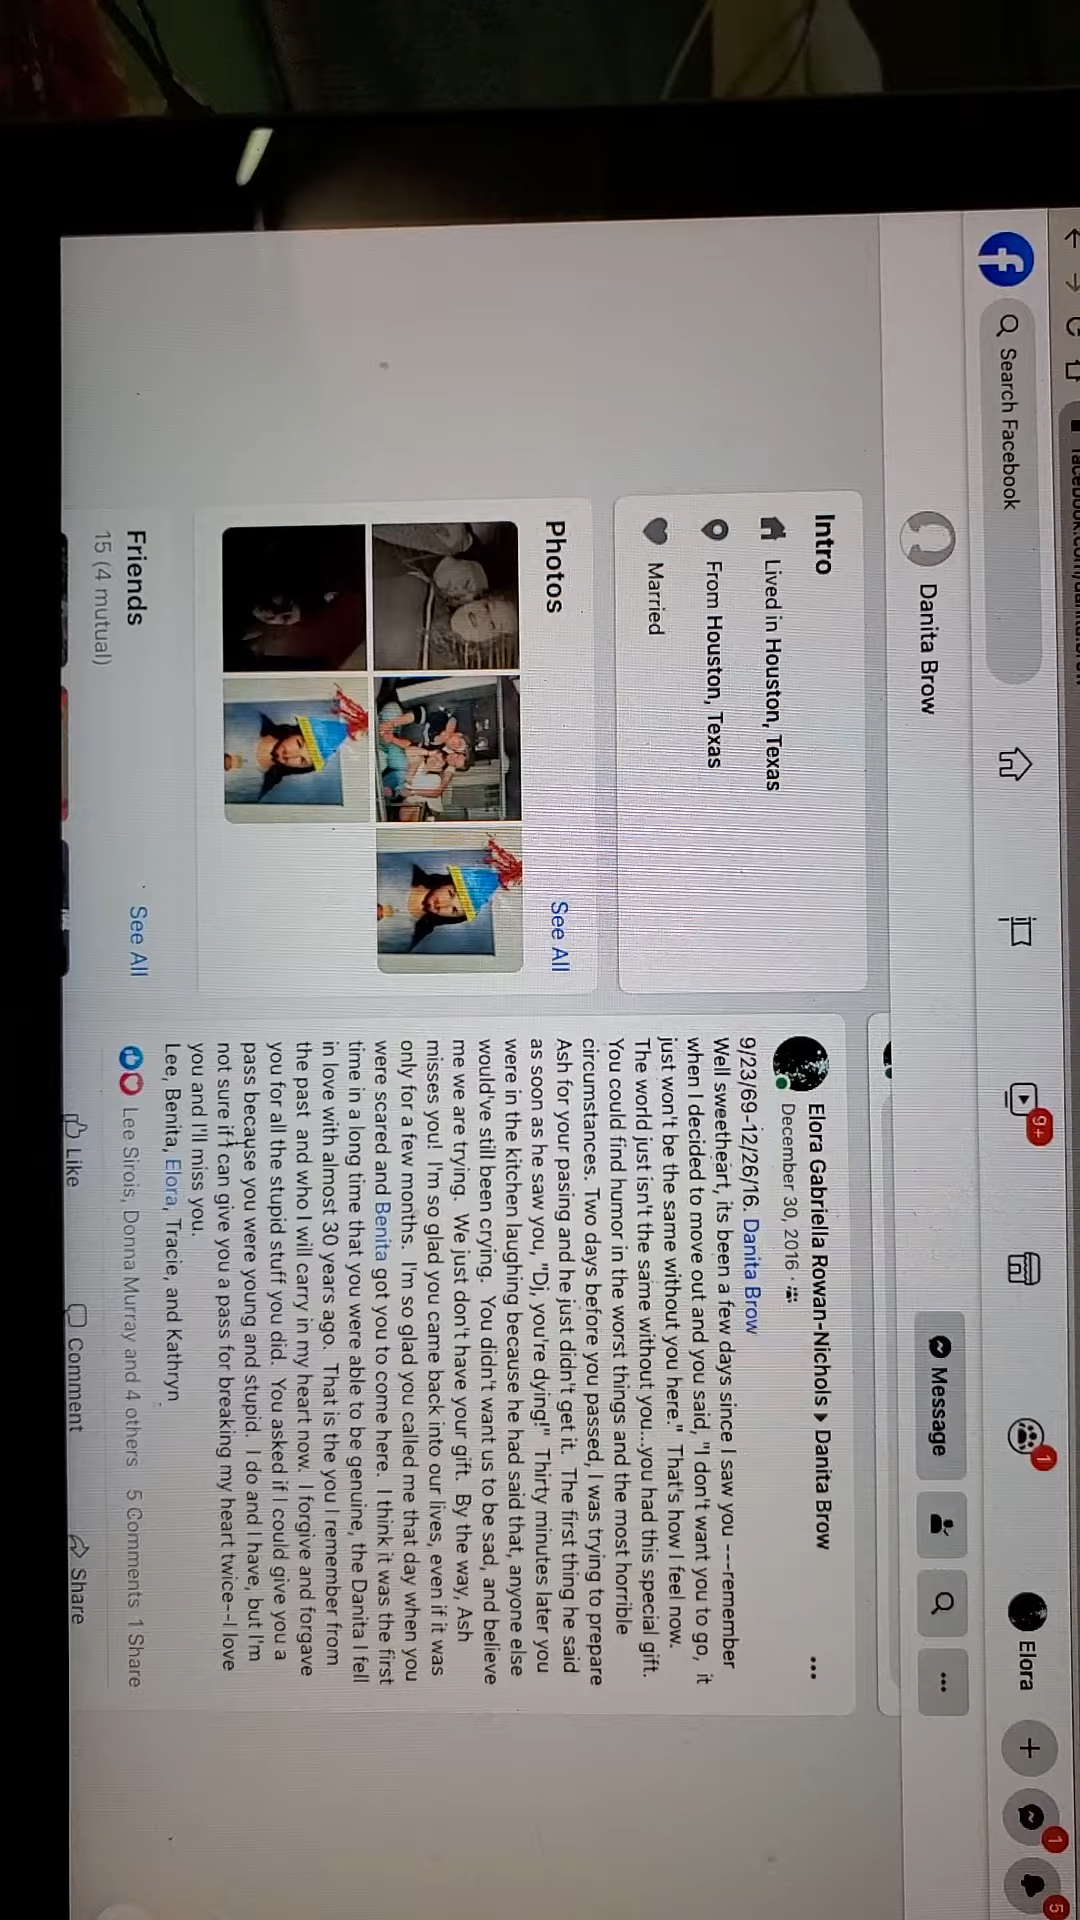 facebook.com/danita.brow
Search Facebook
9+
1
Elora
1
5
Danita Brow
Message
Intro
Lived in Houston, Texas
From Houston, Texas
Married
Photos
See All
Friends
See All
15 (4 mutual)
Elora Gabriella Rowan-Nichols ▸ Danita Brow
December 30, 2016 ·
9/23/69-12/26/16. Danita Brow
Well sweetheart, its been a few days since I saw you ---remember
when I decided to move out and you said, "I don't want you to go, it
just won't be the same without you here." That's how I feel now.
The world just isn't the same without you...you had this special gift.
You could find humor in the worst things and the most horrible
circumstances. Two days before you passed, I was trying to prepare
Ash for your pasing and he just didn't get it. The first thing he said
as soon as he saw you, "Dj, you're dying!" Thirty minutes later you
were in the kitchen laughing because he had said that, anyone else
would've still been crying. You didn't want us to be sad, and believe
me we are trying. We just don't have your gift. By the way, Ash
misses you! I'm so glad you came back into our lives, even if it was
only for a few months. I'm so glad you called me that day when you
were scared and Benita got you to come here. I think it was the first
time in a long time that you were able to be genuine, the Danita I fell
in love with almost 30 years ago. That is the you I remember from
the past and who I will carry in my heart now. I forgive and forgave
you for all the stupid stuff you did. You asked if I could give you a
pass because you were young and stupid. I do and I have, but I'm
not sure if I can give you a pass for breaking my heart twice--I love
you and I'll miss you.
Lee, Benita, Elora, Tracie, and Kathryn
Lee Sirois, Donna Murray and 4 others
5 Comments 1 Share
Like
Comment
Share